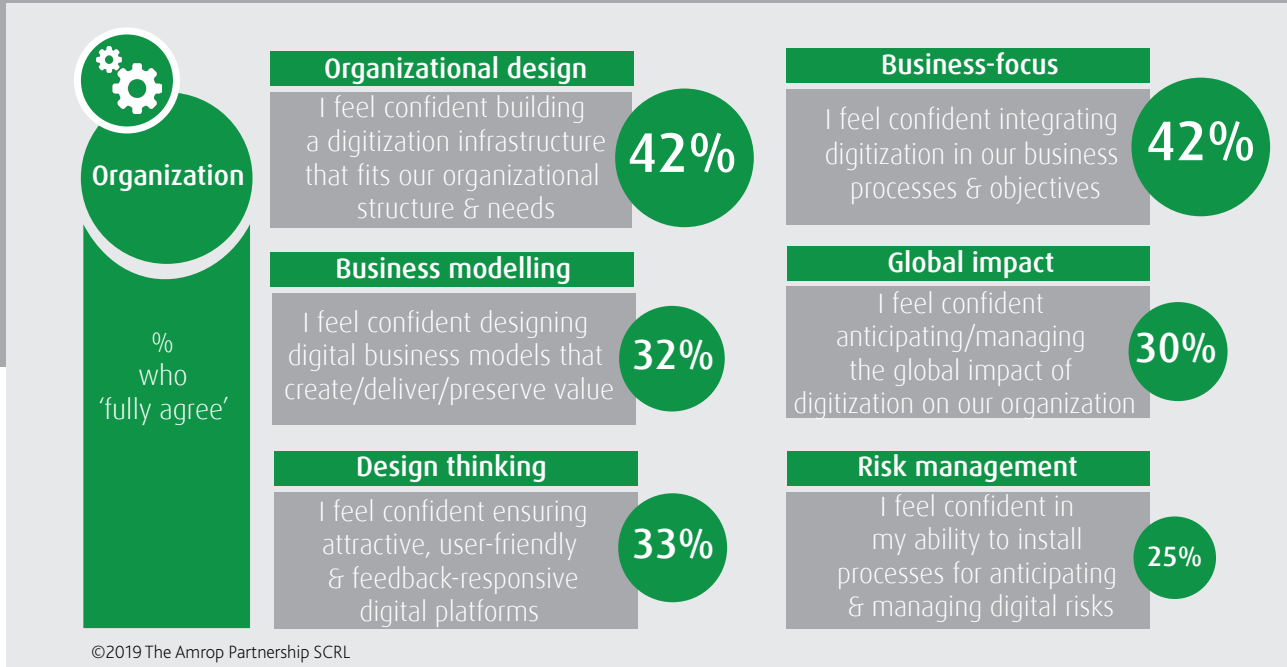 Organization
%
who
‘fully agree’
Organizational design
I feel confident building
a digitization infrastructure
that fits our organizational
structure & needs
42%
Business-focus
I feel confident integrating
digitization in our business
processes & objectives
42%
Business modelling
I feel confident designing
digital business models that
create/deliver/preserve value
32%
Global impact
I feel confident
anticipating/managing
the global impact of
digitization on our organization
30%
Design thinking
I feel confident ensuring
attractive, user-friendly
& feedback-responsive
digital platforms
33%
Risk management
I feel confident in
my ability to install
processes for anticipating
& managing digital risks
25%
©2019 The Amrop Partnership SCRL